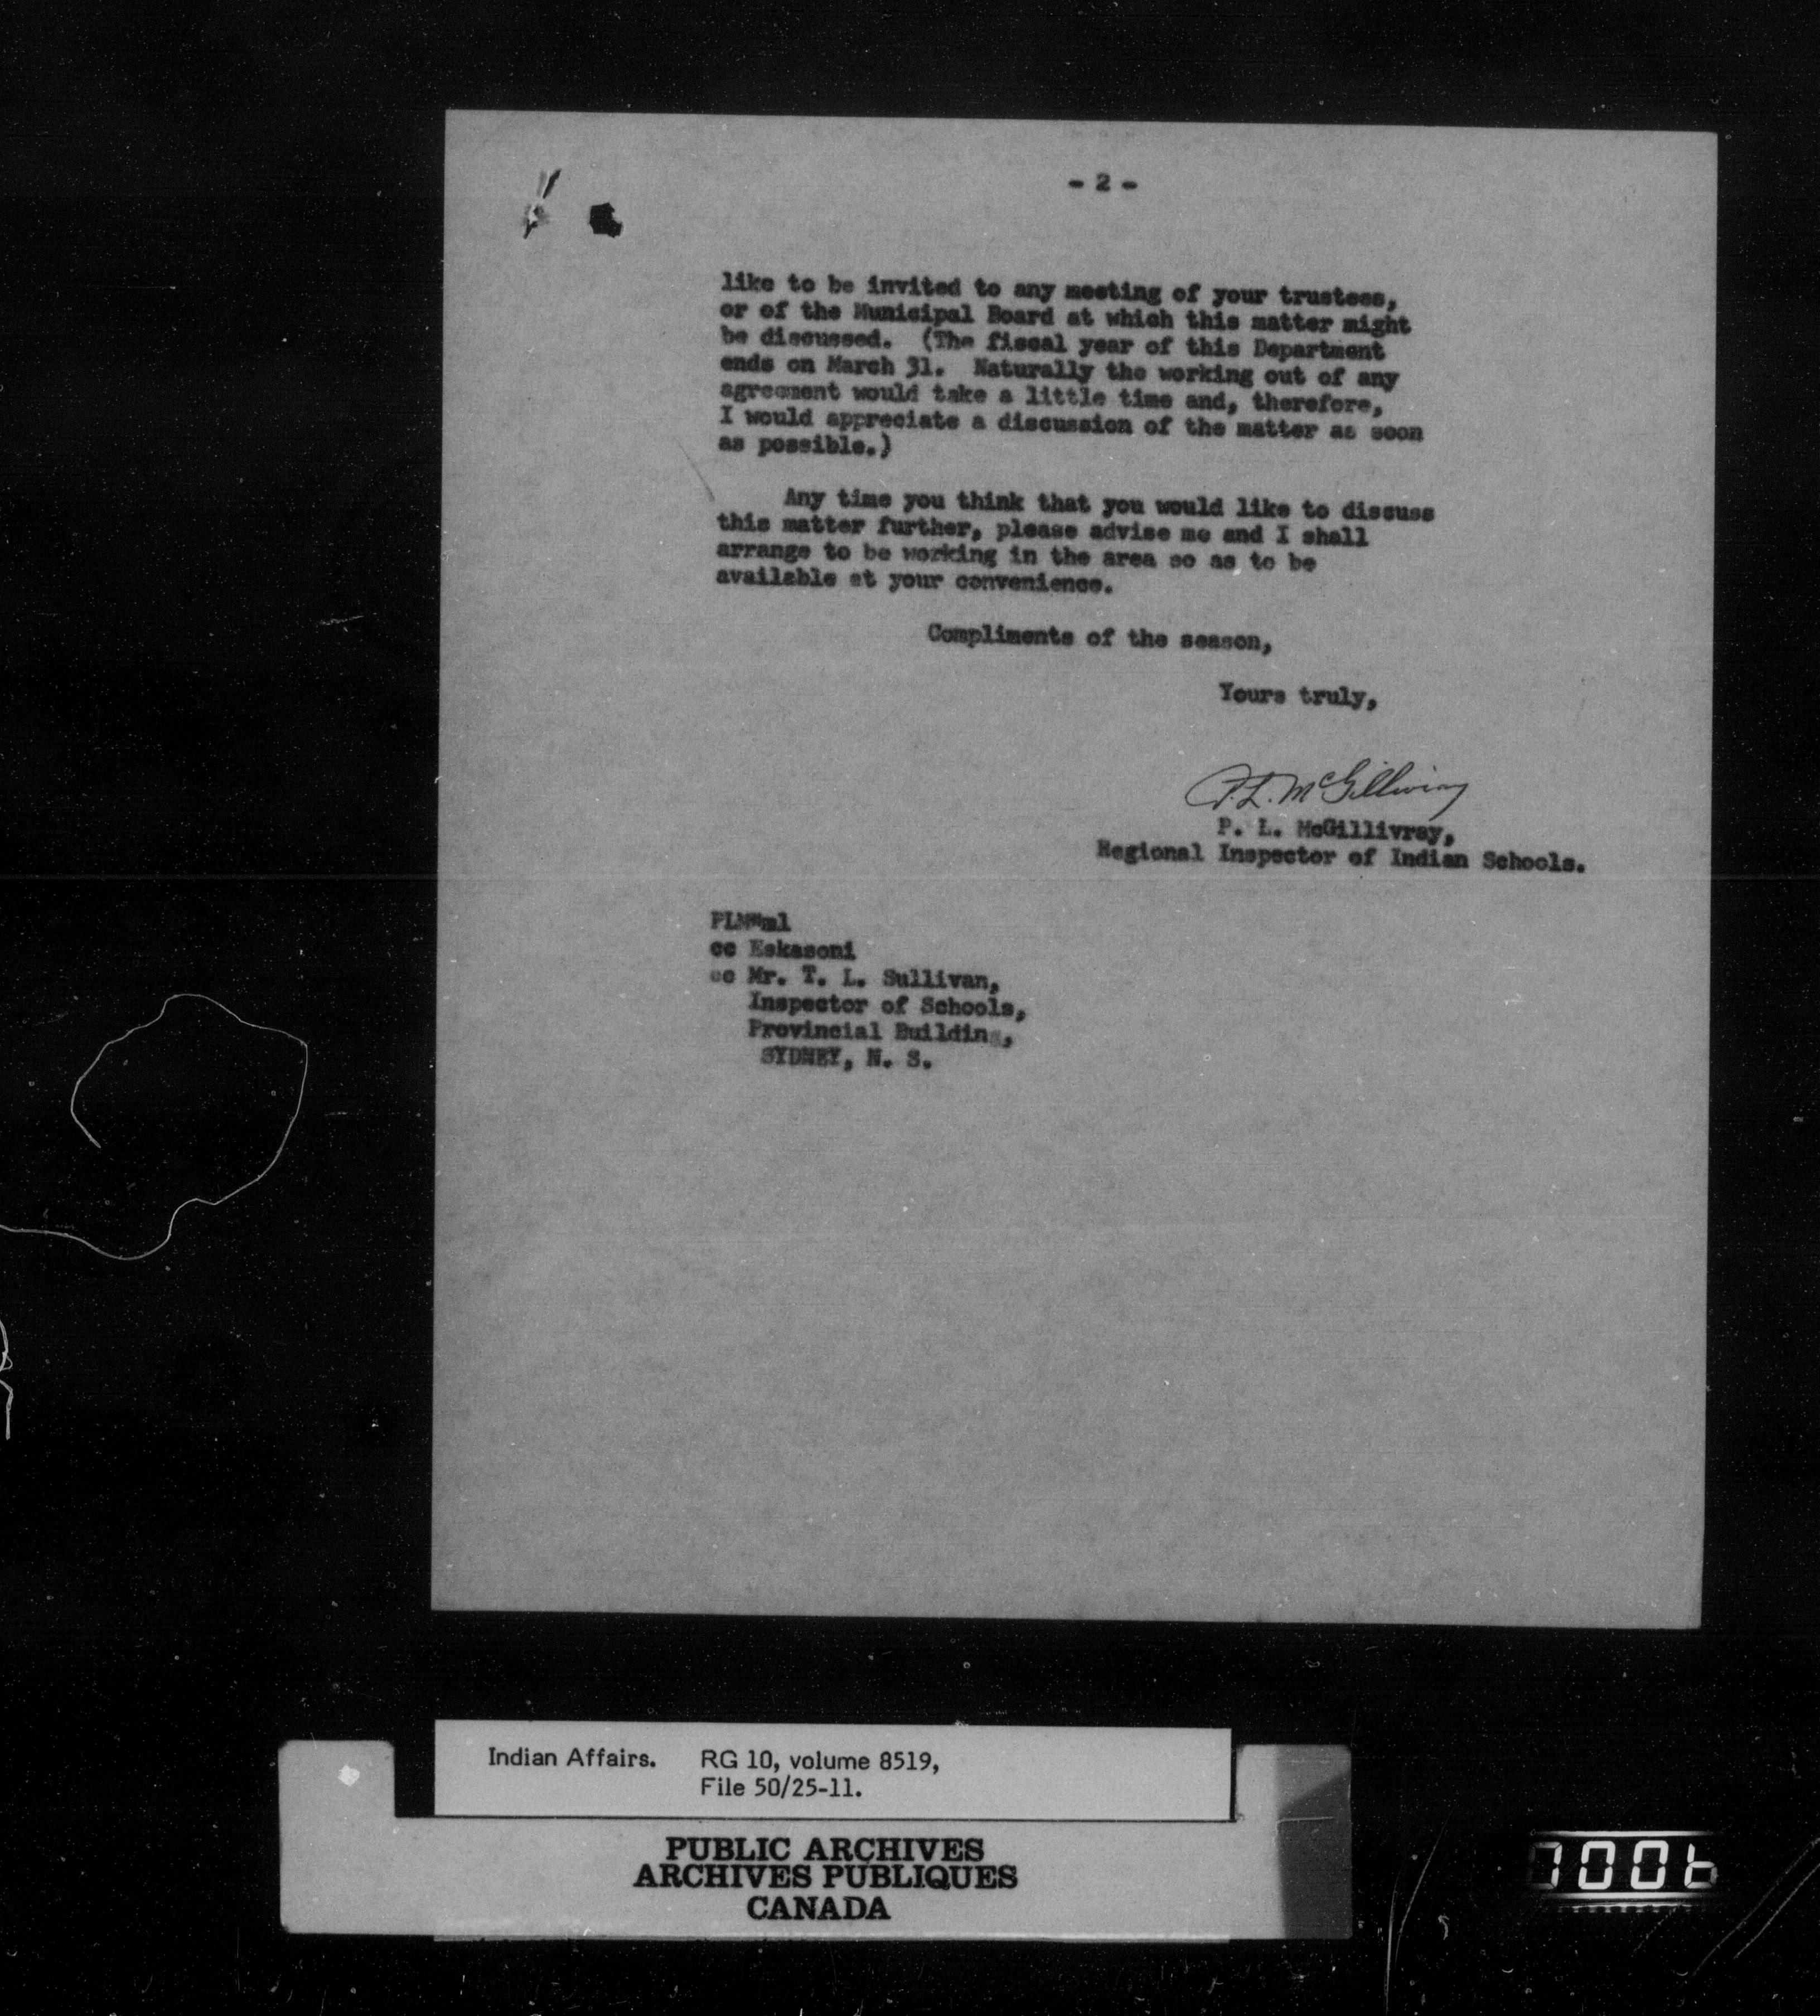 - 2 -
like to be invited to any meeting of your trustees,
or of the Municipal Board at which this matter might
be discussed. (The fiscal year of this Department
ends on March 31. Naturally the working out of any
agreement would take a little time and, therefore,
I would appreciate a discussion of the matter as soon
as possible.)
Any time you think that you would like to discuss
this matter further, please advise me and I shall
arrange to be working in the area so as to be
available at your convenience.
Compliments of the season,
Yours truly,
P. L. McGillivray
P. L. McGillivray,
Regional Inspector of Indian Schools.
cc Eskasoni
cc Mr. T. L. Sullivan,
Inspector of Schools,
Provincial Building,
SYDNEY, N. S.
Indian Affairs. RG 10, volume 8519,
File 50/25-11.
PUBLIC ARCHIVES
ARCHIVES PUBLIQUES
CANADA